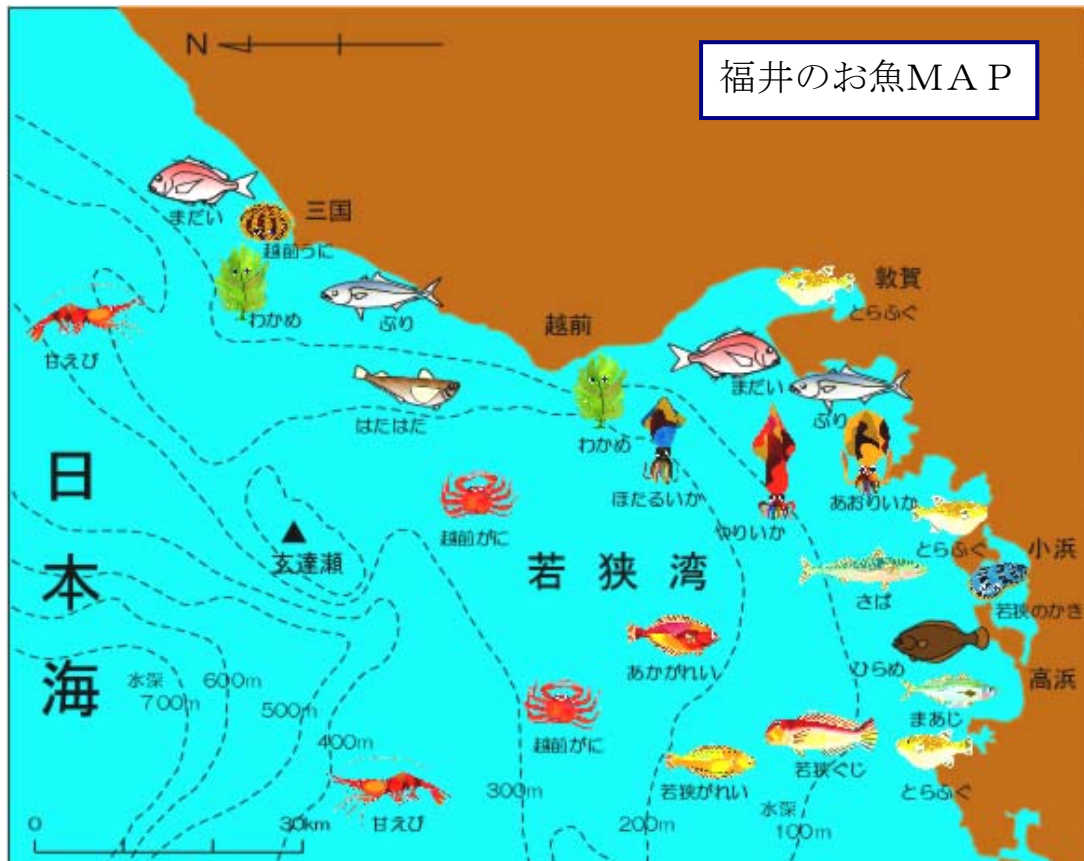 N
福井のお魚MAP
まだい
三国
越前うに
わかめ
ぶり
甘えび
越前
敦賀
とらふぐ
まだい
ぶり
はたはた
わかめ
ほたるいか
やりいか
あおりいか
日本海
越前がに
玄達瀬
若狭湾
とらふぐ
小浜
さば
若狭のかき
あかがれい
ひらめ
高浜
まあじ
水深
700m
600m
500m
400m
越前がに
若狭ぐじ
300m
若狭がれい
とらふぐ
甘えび
水深
200m
100m
0
30km